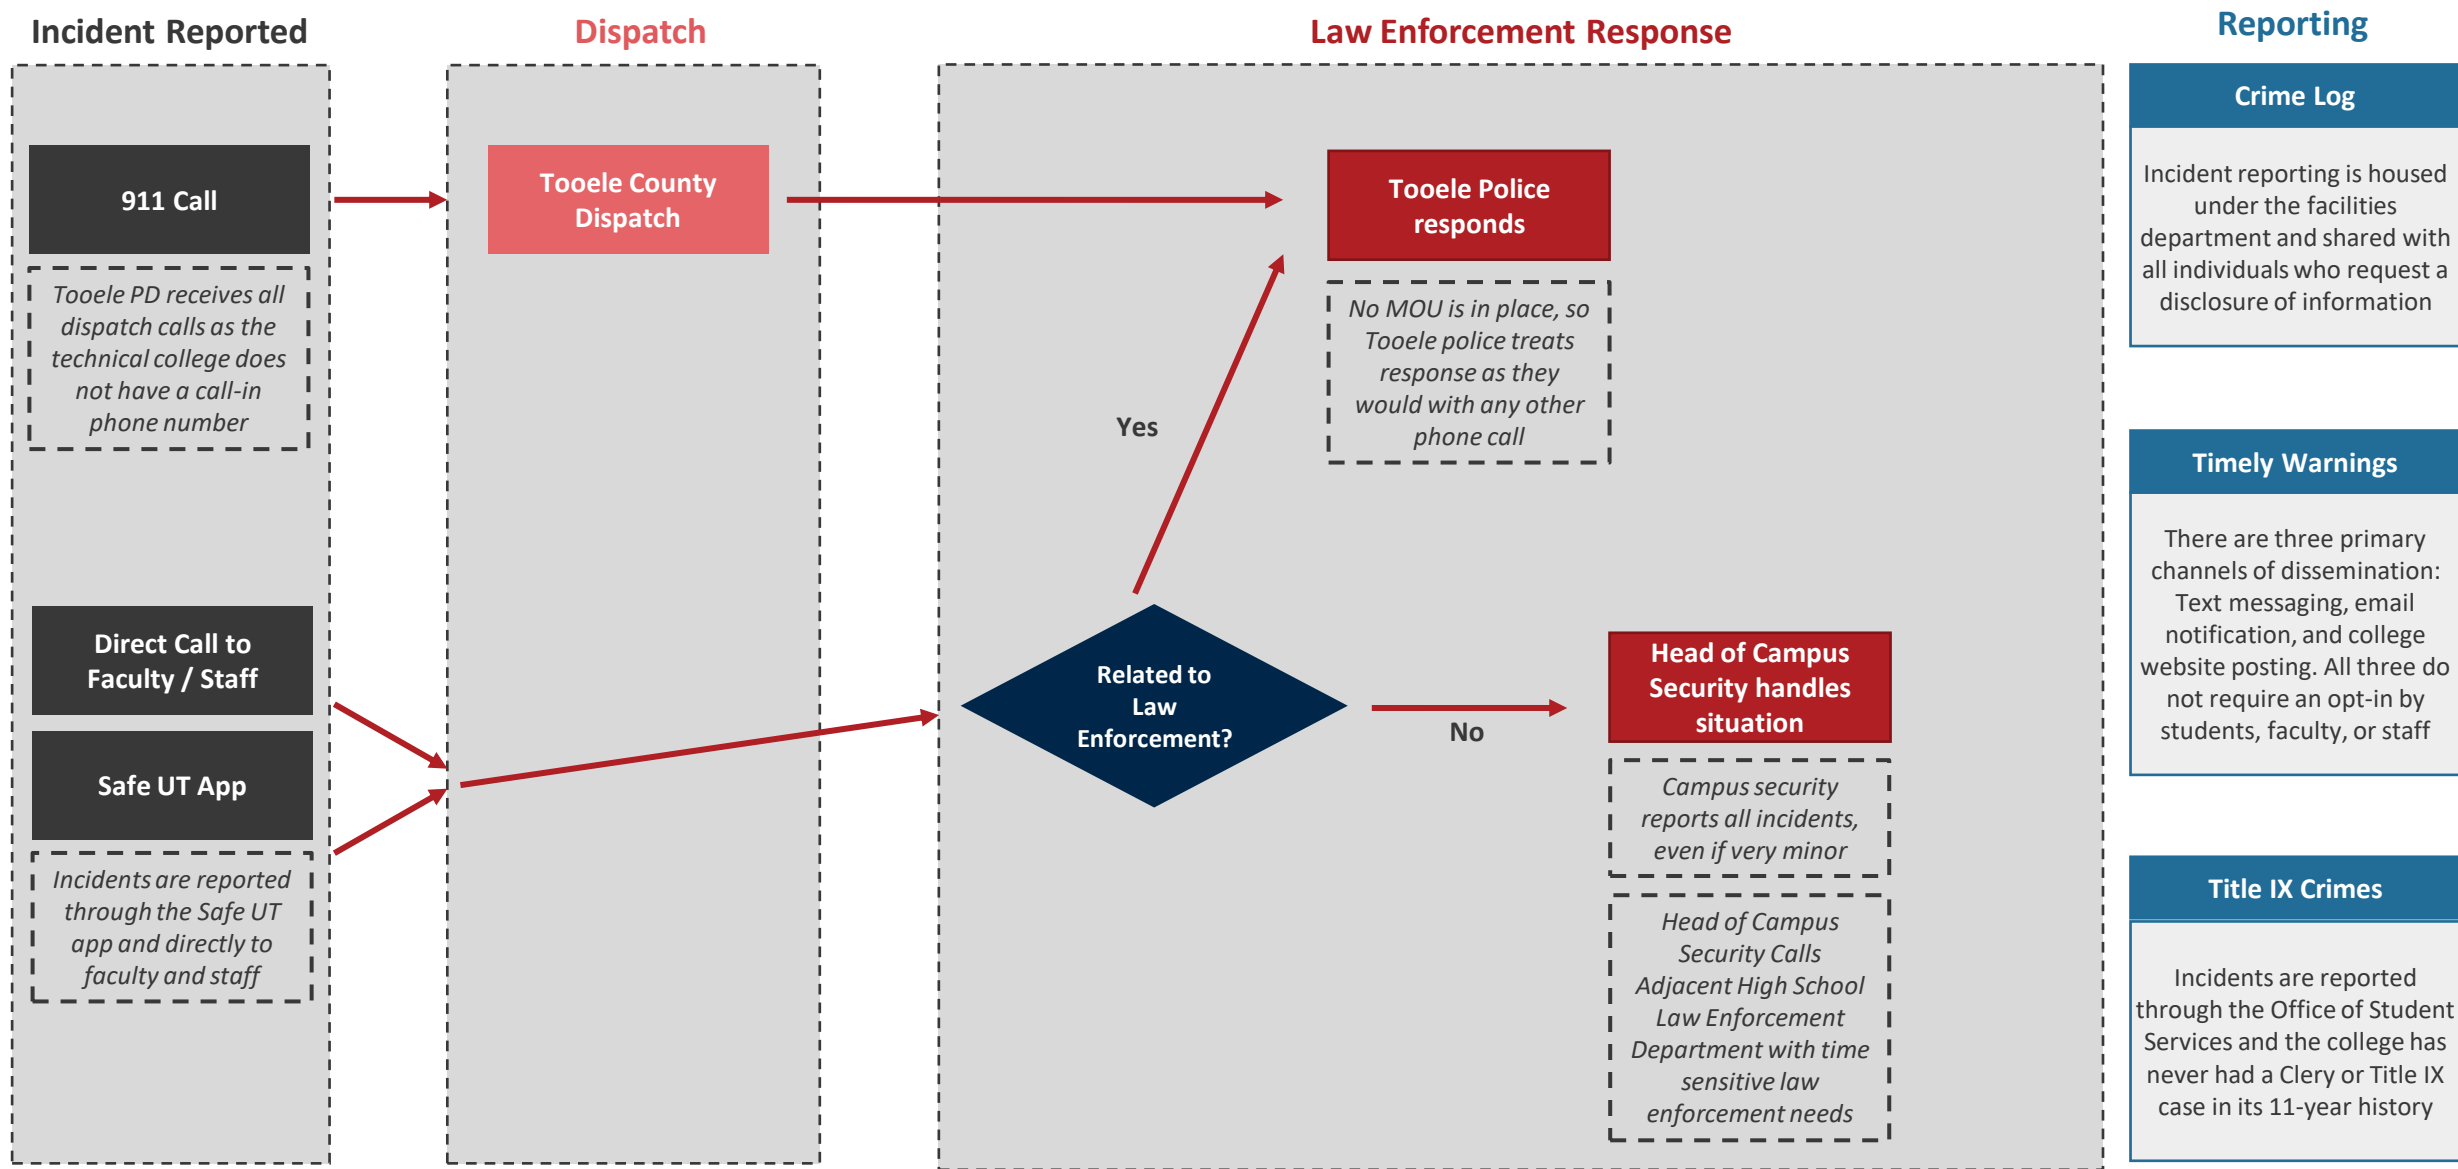 Incident Reported
911 Call
Tooele PD receives all
dispatch calls as the
technical college does
not have a call-in
phone number
Direct Call to
Faculty / Staff
Safe UT App
Incidents are reported
through the Safe UT
app and directly to
faculty and staff
Dispatch
Tooele County
Dispatch
Law Enforcement Response
Tooele Police
responds
No MOU is in place, so
Tooele police treats
response as they
would with any other
phone call
Yes
Related to
Law
Enforcement?
No
Head of Campus
Security handles
situation
Campus security
reports all incidents,
even if very minor
Head of Campus
Security Calls
Adjacent High School
Law Enforcement
Department with time
sensitive law
enforcement needs
Reporting
Crime Log
Incident reporting is housed
under the facilities
department and shared with
all individuals who request a
disclosure of information
Timely Warnings
There are three primary
channels of dissemination:
Text messaging, email
notification, and college
website posting. All three do
not require an opt-in by
students, faculty, or staff
Title IX Crimes
Incidents are reported
through the Office of Student
Services and the college has
never had a Clery or Title IX
case in its 11-year history